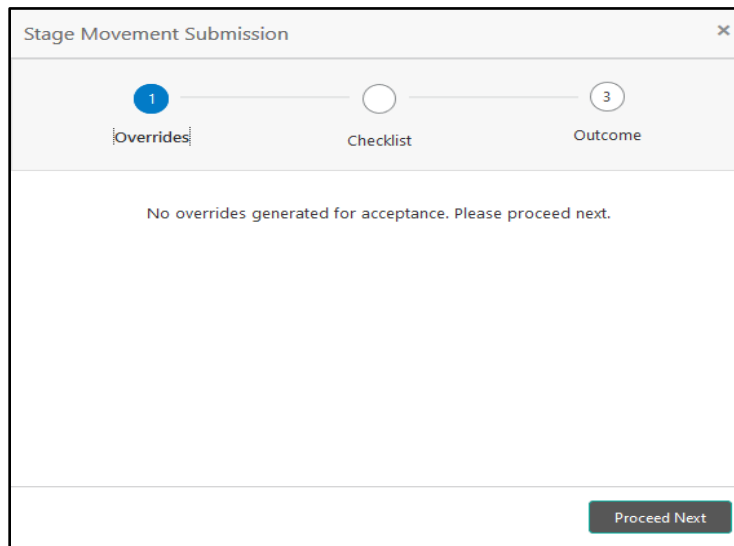 Stage Movement Submission ×
1 3
Overrides Checklist Outcome
No overrides generated for acceptance. Please proceed next.
Proceed Next